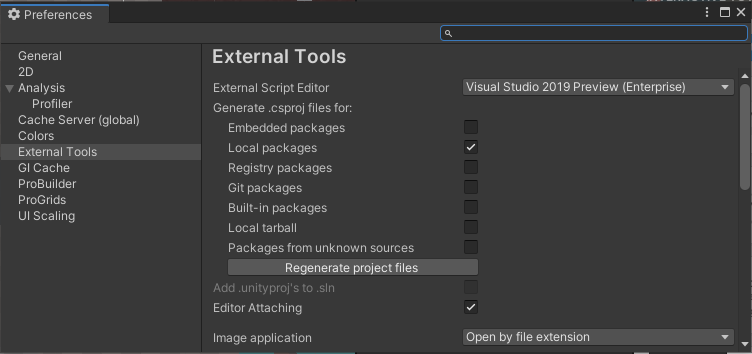 Preferences
General
2D
Analysis
Profiler
Cache Server (global)
Colors
External Tools
GI Cache
ProBuilder
ProGrids
UI Scaling
External Tools
External Script Editor
Visual Studio 2019 Preview (Enterprise)
Generate .csproj files for:
Embedded packages
Local packages
Registry packages
Git packages
Built-in packages
Local tarball
Packages from unknown sources
Regenerate project files
Add .unityproj's to .sln
Editor Attaching
Image application
Open by file extension